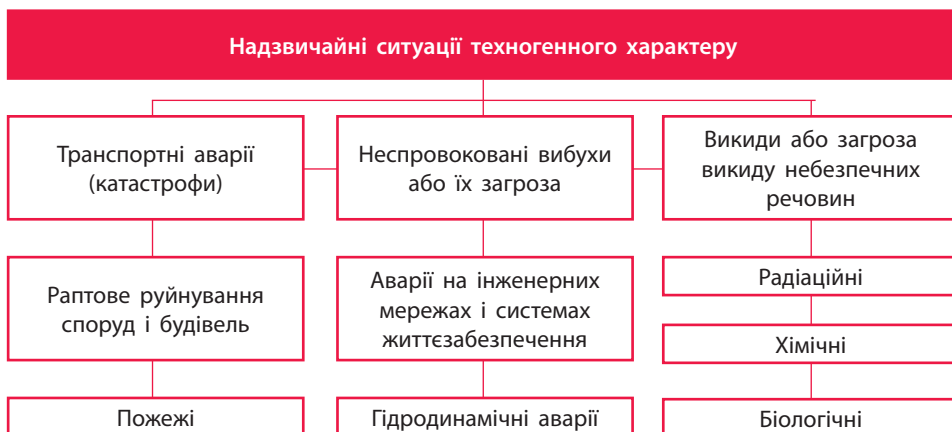 Надзвичайні ситуації техногенного характеру
Транспортні аварії
(катастрофи)
Неспровоковані вибухи
або їх загроза
Викиди або загроза
викиду небезпечних
речовин
Раптове руйнування
споруд і будівель
Аварії на інженерних
мережах і системах
життєзабезпечення
Радіаційні
Хімічні
Пожежі
Гідродинамічні аварії
Біологічні